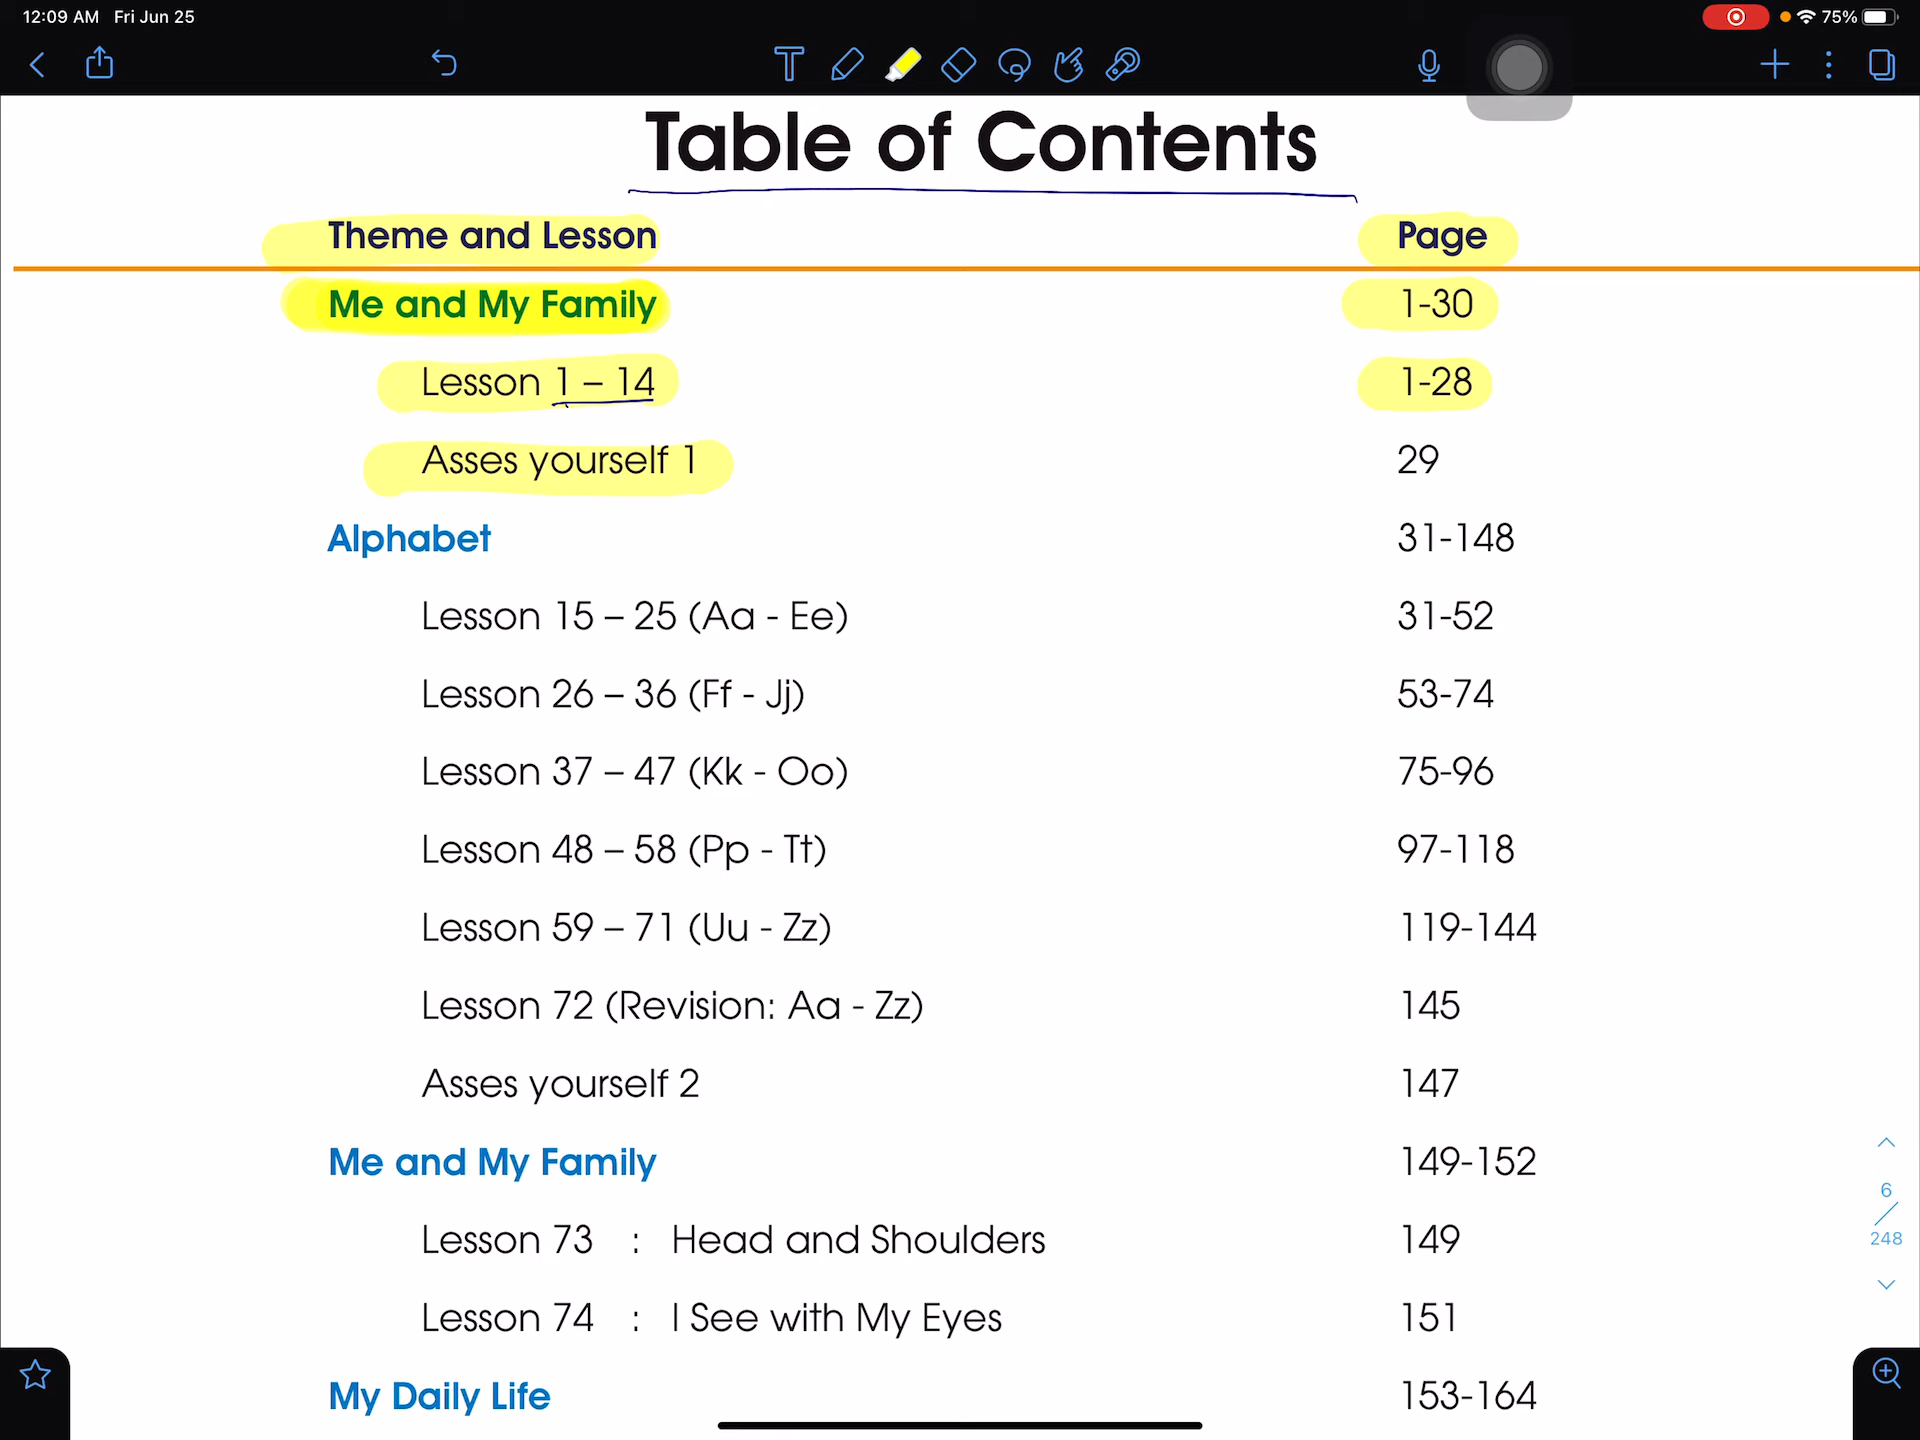 12:09 AM Fri Jun 25 75%
Table of Contents
Theme and Lesson Page
Me and My Family 1-30
Lesson 1 – 14 1-28
Asses yourself 1 29
Alphabet 31-148
Lesson 15 – 25 (Aa - Ee) 31-52
Lesson 26 – 36 (Ff - Jj) 53-74
Lesson 37 – 47 (Kk - Oo) 75-96
Lesson 48 – 58 (Pp - Tt) 97-118
Lesson 59 – 71 (Uu - Zz) 119-144
Lesson 72 (Revision: Aa - Zz) 145
Asses yourself 2 147
Me and My Family 149-152
Lesson 73 : Head and Shoulders 149
Lesson 74 : I See with My Eyes 151
My Daily Life 153-164
6
/
248